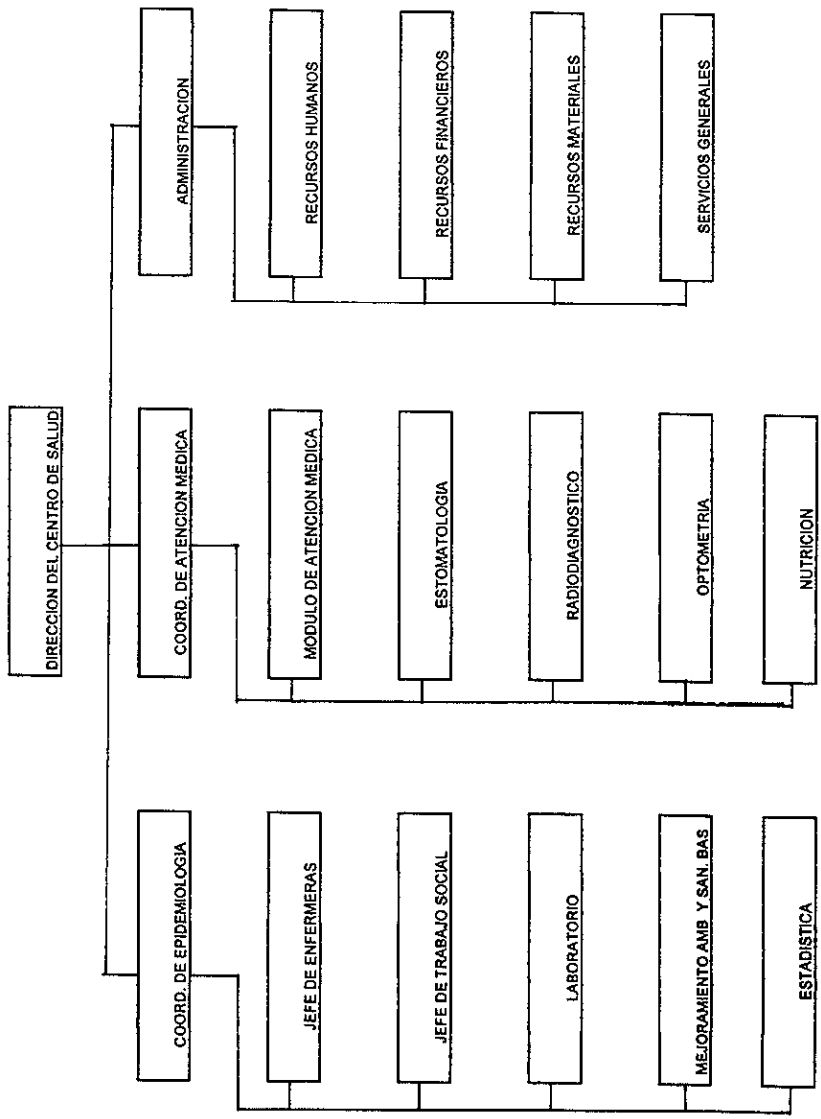 DIRECCION DEL CENTRO DE SALUD
COORD. DE EPIDEMIOLOGIA
COORD. DE ATENCION MEDICA
ADMINISTRACION
JEFE DE ENFERMERAS
MODULO DE ATENCION MEDICA
RECURSOS HUMANOS
JEFE DE TRABAJO SOCIAL
ESTOMATOLOGIA
RECURSOS FINANCIEROS
LABORATORIO
RADIODIAGNOSTICO
RECURSOS MATERIALES
MEJORAMIENTO AMB Y SAN. BAS
OPTOMETRIA
SERVICIOS GENERALES
ESTADISTICA
NUTRICION